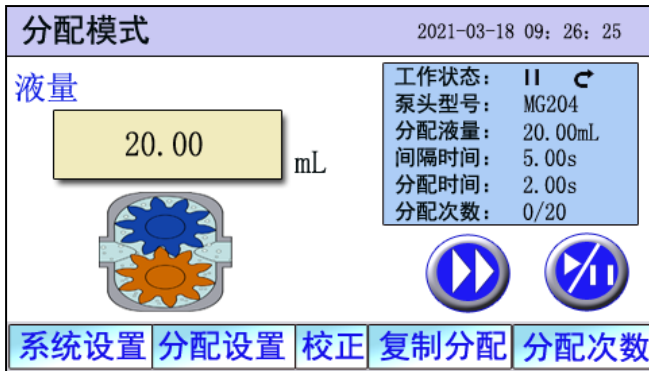 分配模式
2021-03-18 09: 26: 25
液量
20.00
mL
工作状态:
泵头型号: MG204
分配液量: 20.00mL
间隔时间: 5.00s
分配时间: 2.00s
分配次数: 0/20
系统设置 分配设置 校正 复制分配 分配次数